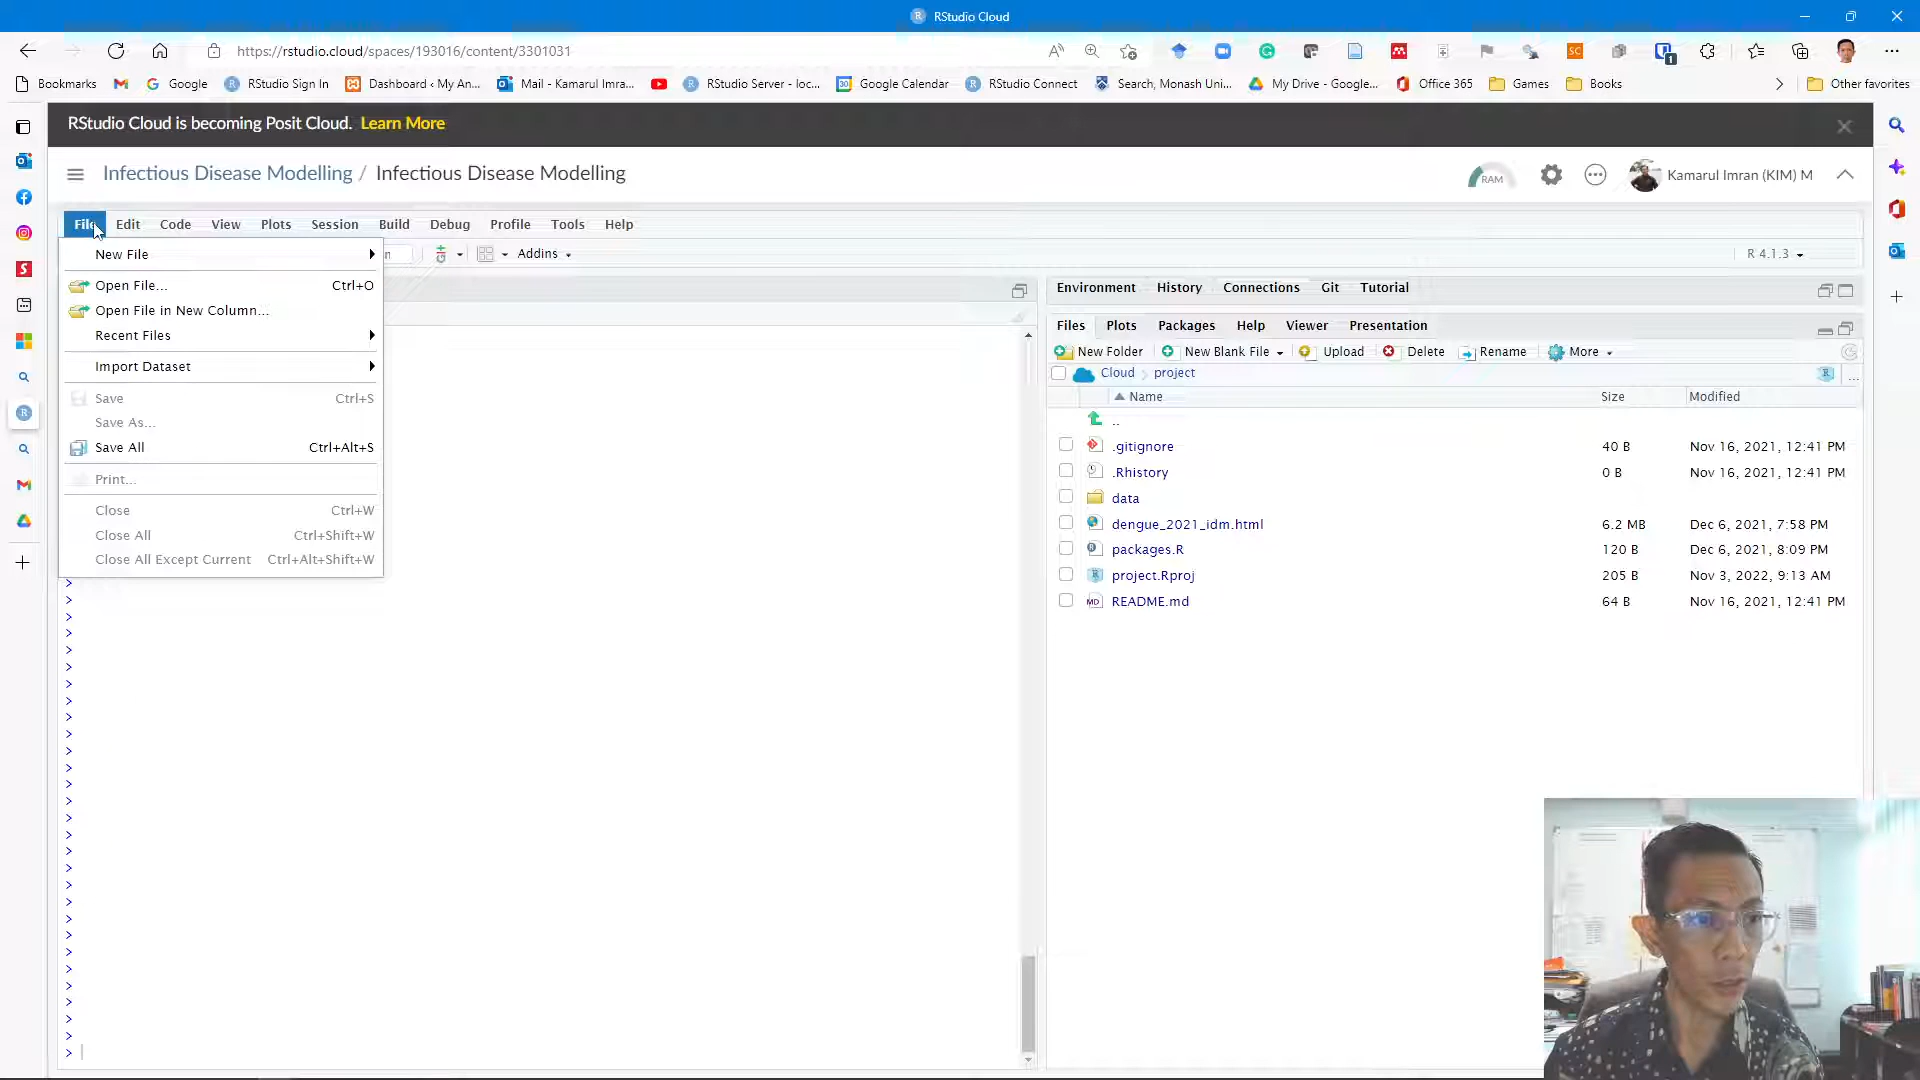 RStudio Cloud
https://rstudio.cloud/spaces/193016/content/3301031
Bookmarks Google RStudio Sign In Dashboard ‹ My An... Mail - Kamarul Imra... RStudio Server - loc... Google Calendar RStudio Connect Search, Monash Uni... My Drive - Google... Office 365 Games Books Other favorites
RStudio Cloud is becoming Posit Cloud. Learn More
Infectious Disease Modelling / Infectious Disease Modelling
RAM
Kamarul Imran (KIM) M
File Edit Code View Plots Session Build Debug Profile Tools Help
Addins
R 4.1.3
New File
Open File... Ctrl+O
Open File in New Column...
Recent Files
Import Dataset
Save Ctrl+S
Save As...
Save All Ctrl+Alt+S
Print...
Close Ctrl+W
Close All Ctrl+Shift+W
Close All Except Current Ctrl+Alt+Shift+W
Environment History Connections Git Tutorial
Files Plots Packages Help Viewer Presentation
New Folder New Blank File Upload Delete Rename More
Cloud project
Name Size Modified
..
.gitignore 40 B Nov 16, 2021, 12:41 PM
.Rhistory 0 B Nov 16, 2021, 12:41 PM
data
dengue_2021_idm.html 6.2 MB Dec 6, 2021, 7:58 PM
packages.R 120 B Dec 6, 2021, 8:09 PM
project.Rproj 205 B Nov 3, 2022, 9:13 AM
README.md 64 B Nov 16, 2021, 12:41 PM